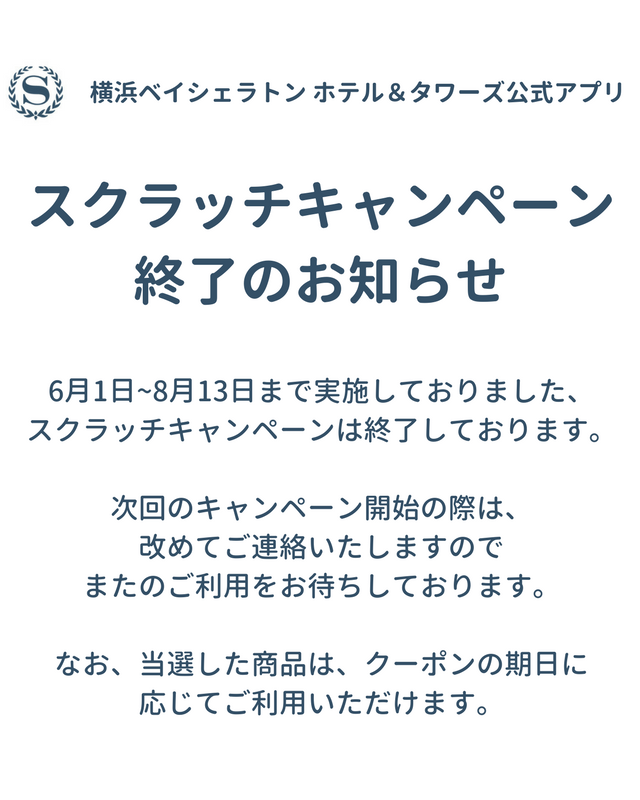 S
横浜ベイシェラトン ホテル＆タワーズ公式アプリ
スクラッチキャンペーン
終了のお知らせ
6月1日~8月13日まで実施しておりました、
スクラッチキャンペーンは終了しております。
次回のキャンペーン開始の際は、
改めてご連絡いたしますので
またのご利用をお待ちしております。
なお、当選した商品は、クーポンの期日に
応じてご利用いただけます。